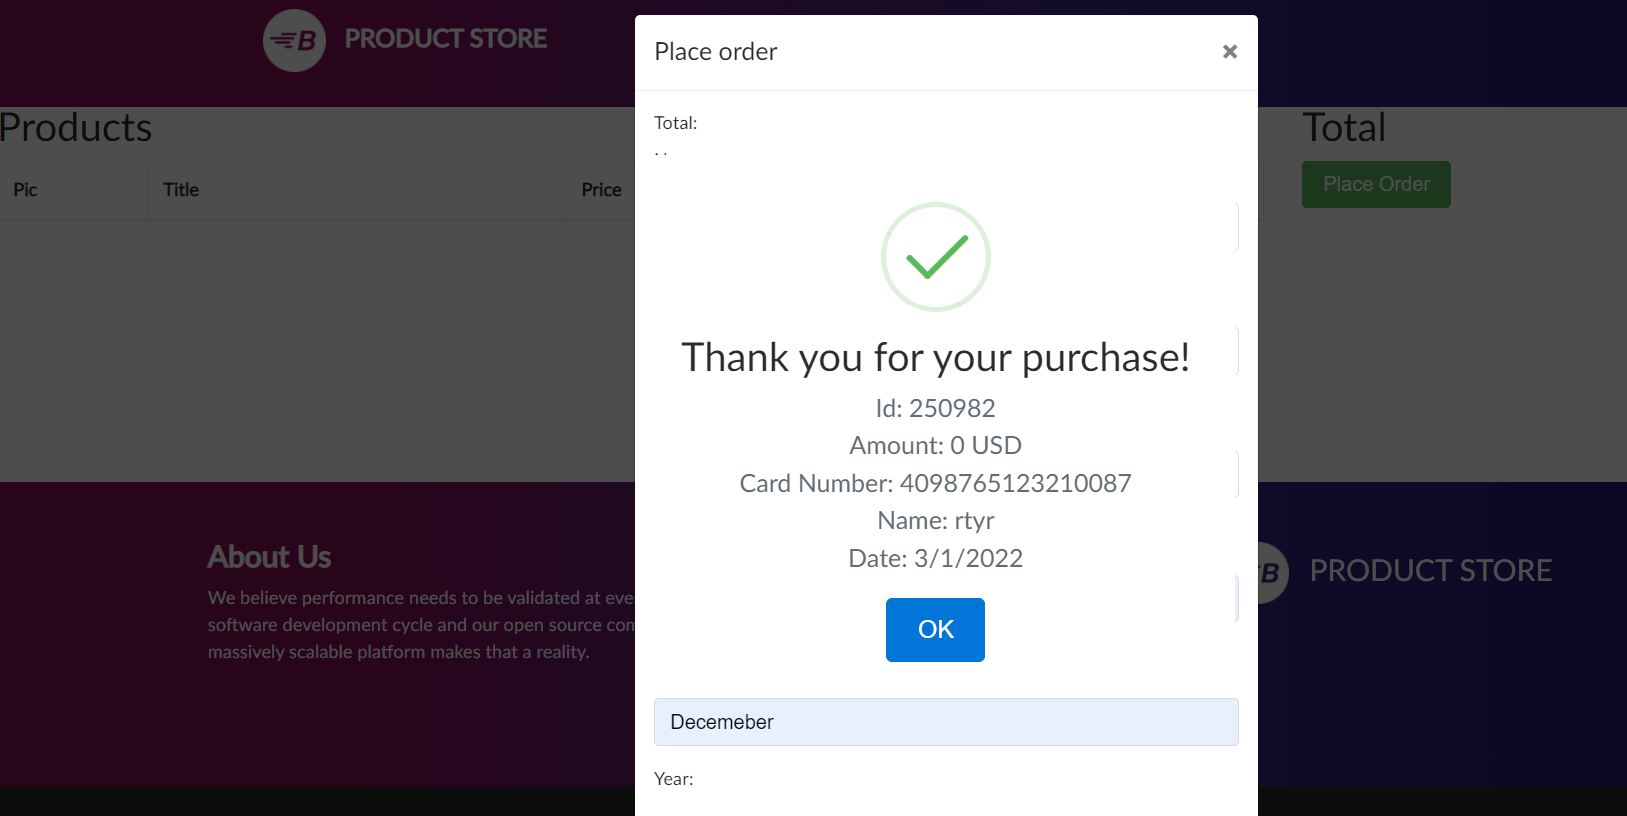 B PRODUCT STORE
Place order
×
Total:
Products
Total
Pic Title Price
Place Order
Thank you for your purchase!
Id: 250982
Amount: 0 USD
Card Number: 4098765123210087
Name: rtyr
Date: 3/1/2022
OK
About Us
We believe performance needs to be validated at eve
software development cycle and our open source com
massively scalable platform makes that a reality.
B PRODUCT STORE
Decemeber
Year: